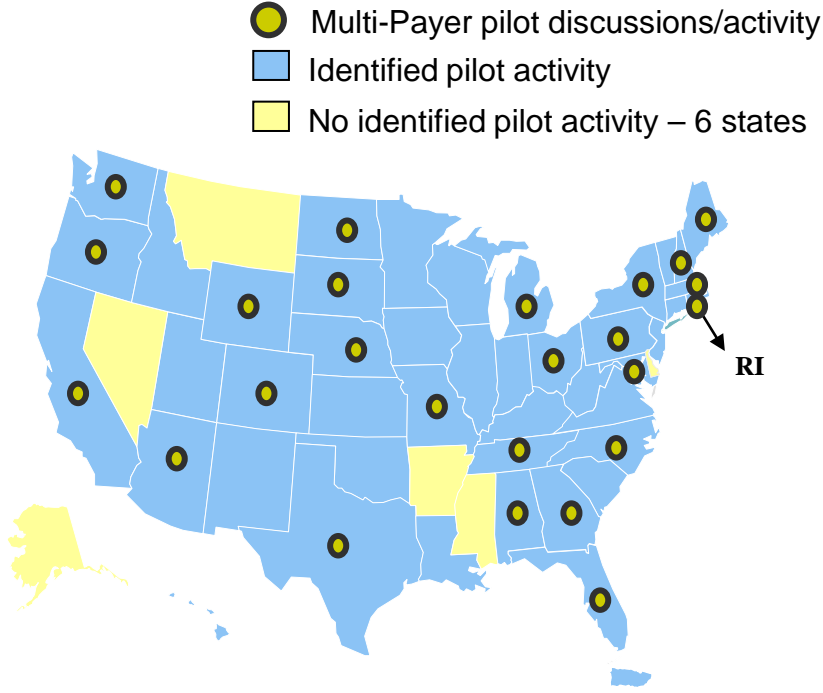 Multi-Payer pilot discussions/activity
Identified pilot activity
No identified pilot activity – 6 states
RI